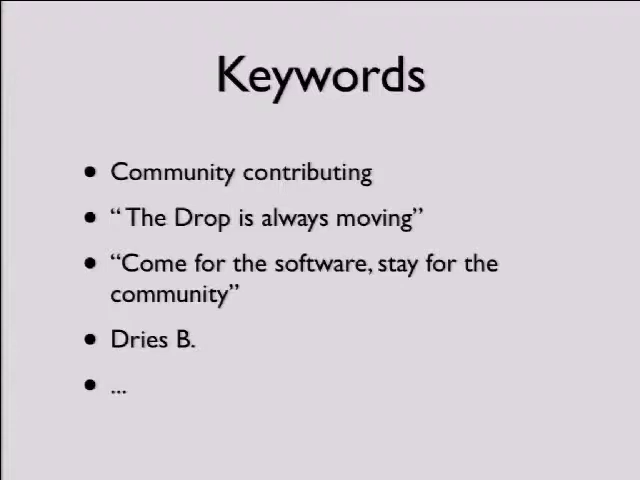 Keywords
• Community contributing
• “ The Drop is always moving”
• “Come for the software, stay for the
community”
• Dries B.
• ...